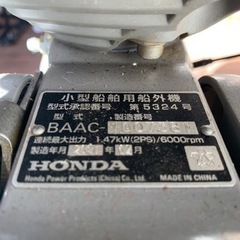 小型船舶用船外機
型式承認番号 第5324号
型式 製造番号
BAAC-
連続最大出力 1.47kW(2PS)/6000rpm
製造年月 年 月
HONDA
Honda Power Products (China) Co., Ltd. MADE IN CHINA